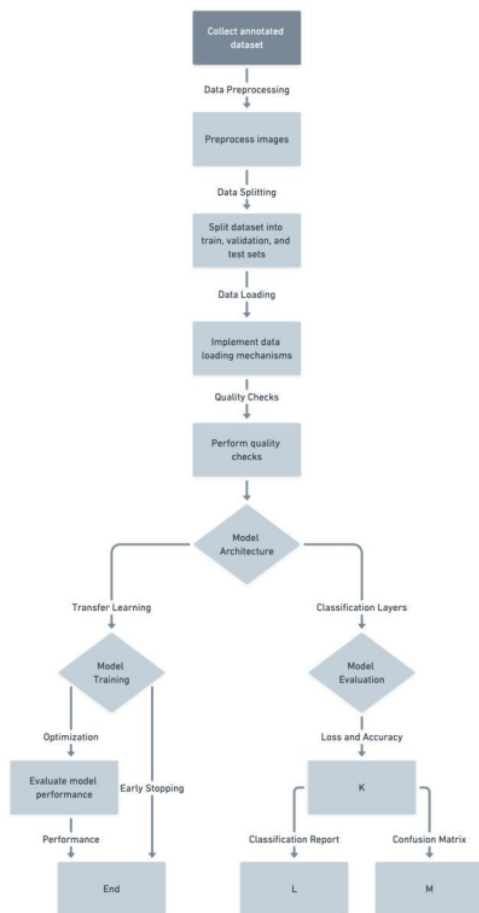 Collect annotated
dataset
Data Preprocessing
Preprocess images
Data Splitting
Split dataset into
train, validation, and
test sets
Data Loading
Implement data
loading mechanisms
Quality Checks
Perform quality
checks
Model
Architecture
Transfer Learning
Classification Layers
Model
Training
Model
Evaluation
Optimization
Loss and Accuracy
Evaluate model
performance
Early Stopping
K
Performance
Classification Report
Confusion Matrix
End
L
M